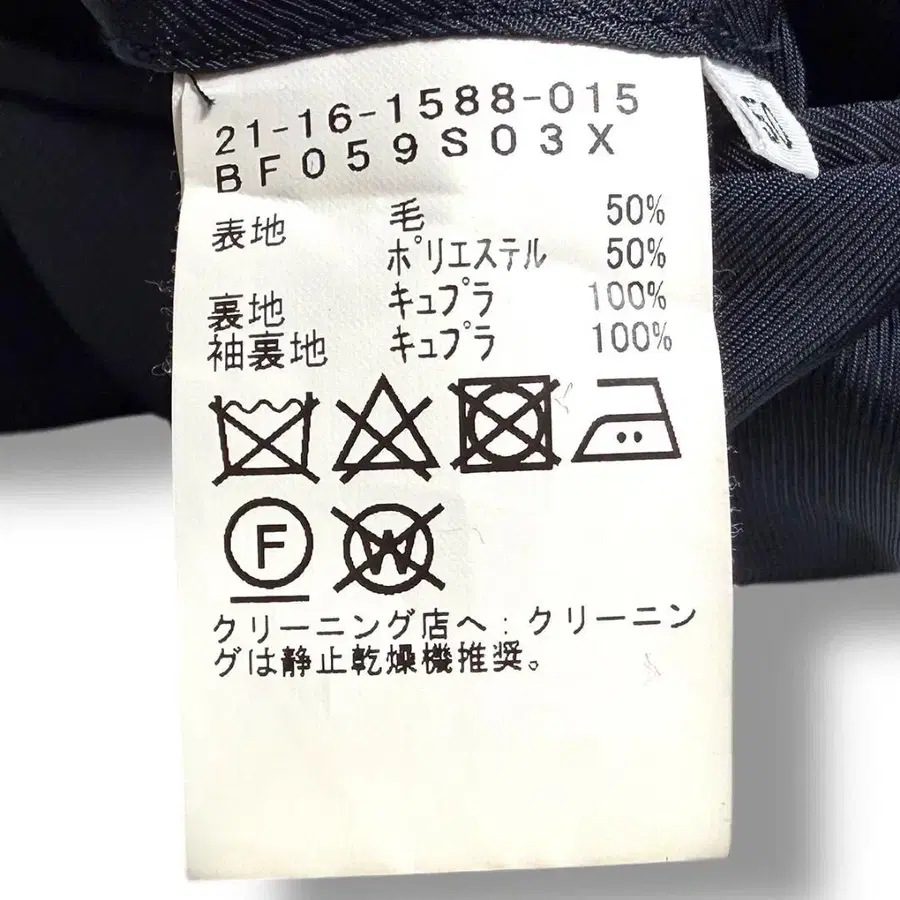 21-16-1588-015
BF059S03X
表地 毛 50%
ポリエステル 50%
裏地 キュプラ 100%
袖裏地 キュプラ 100%
F
W
クリーニング店へ：クリーニン
グは静止乾燥機推奨。
50